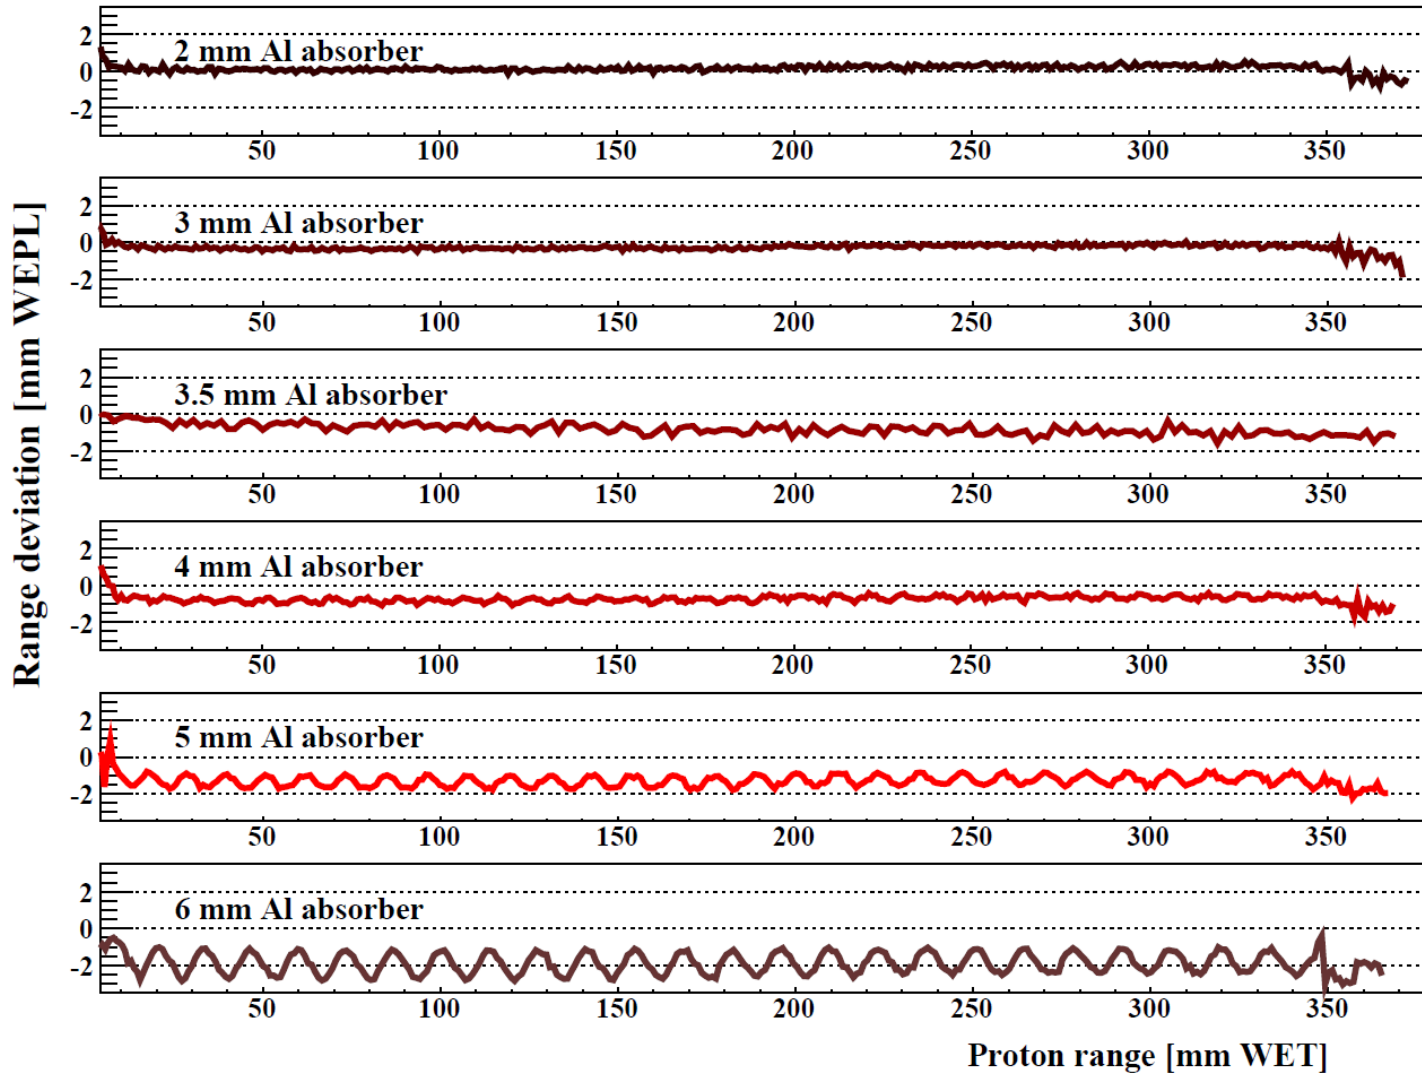 Range deviation [mm WEPL]
2 mm Al absorber
2
0
-2
50 100 150 200 250 300 350
3 mm Al absorber
2
0
-2
50 100 150 200 250 300 350
3.5 mm Al absorber
2
0
-2
50 100 150 200 250 300 350
4 mm Al absorber
2
0
-2
50 100 150 200 250 300 350
5 mm Al absorber
2
0
-2
50 100 150 200 250 300 350
6 mm Al absorber
2
0
-2
50 100 150 200 250 300 350
Proton range [mm WET]